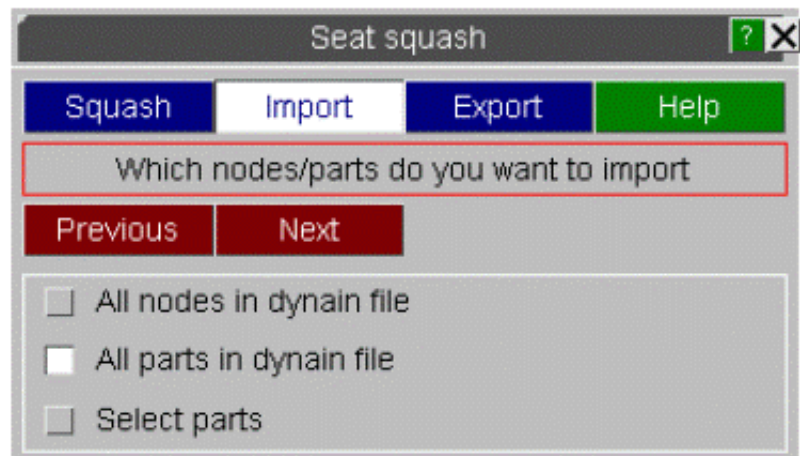 Seat squash ? X
Squash Import Export Help
Which nodes/parts do you want to import
Previous Next
All nodes in dynain file
All parts in dynain file
Select parts